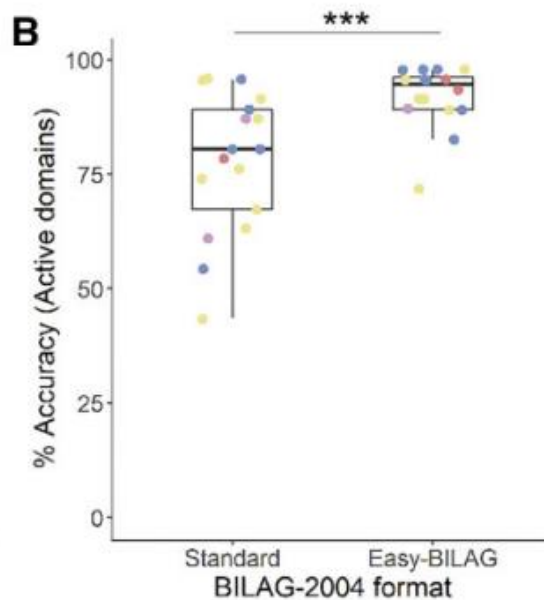 B
***
100
75
50
25
0
% Accuracy (Active domains)
Standard Easy-BILAG
BILAG-2004 format